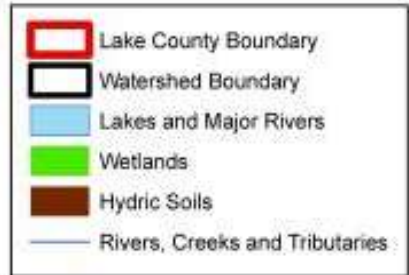 Lake County Boundary
Watershed Boundary
Lakes and Major Rivers
Wetlands
Hydric Soils
Rivers, Creeks and Tributaries